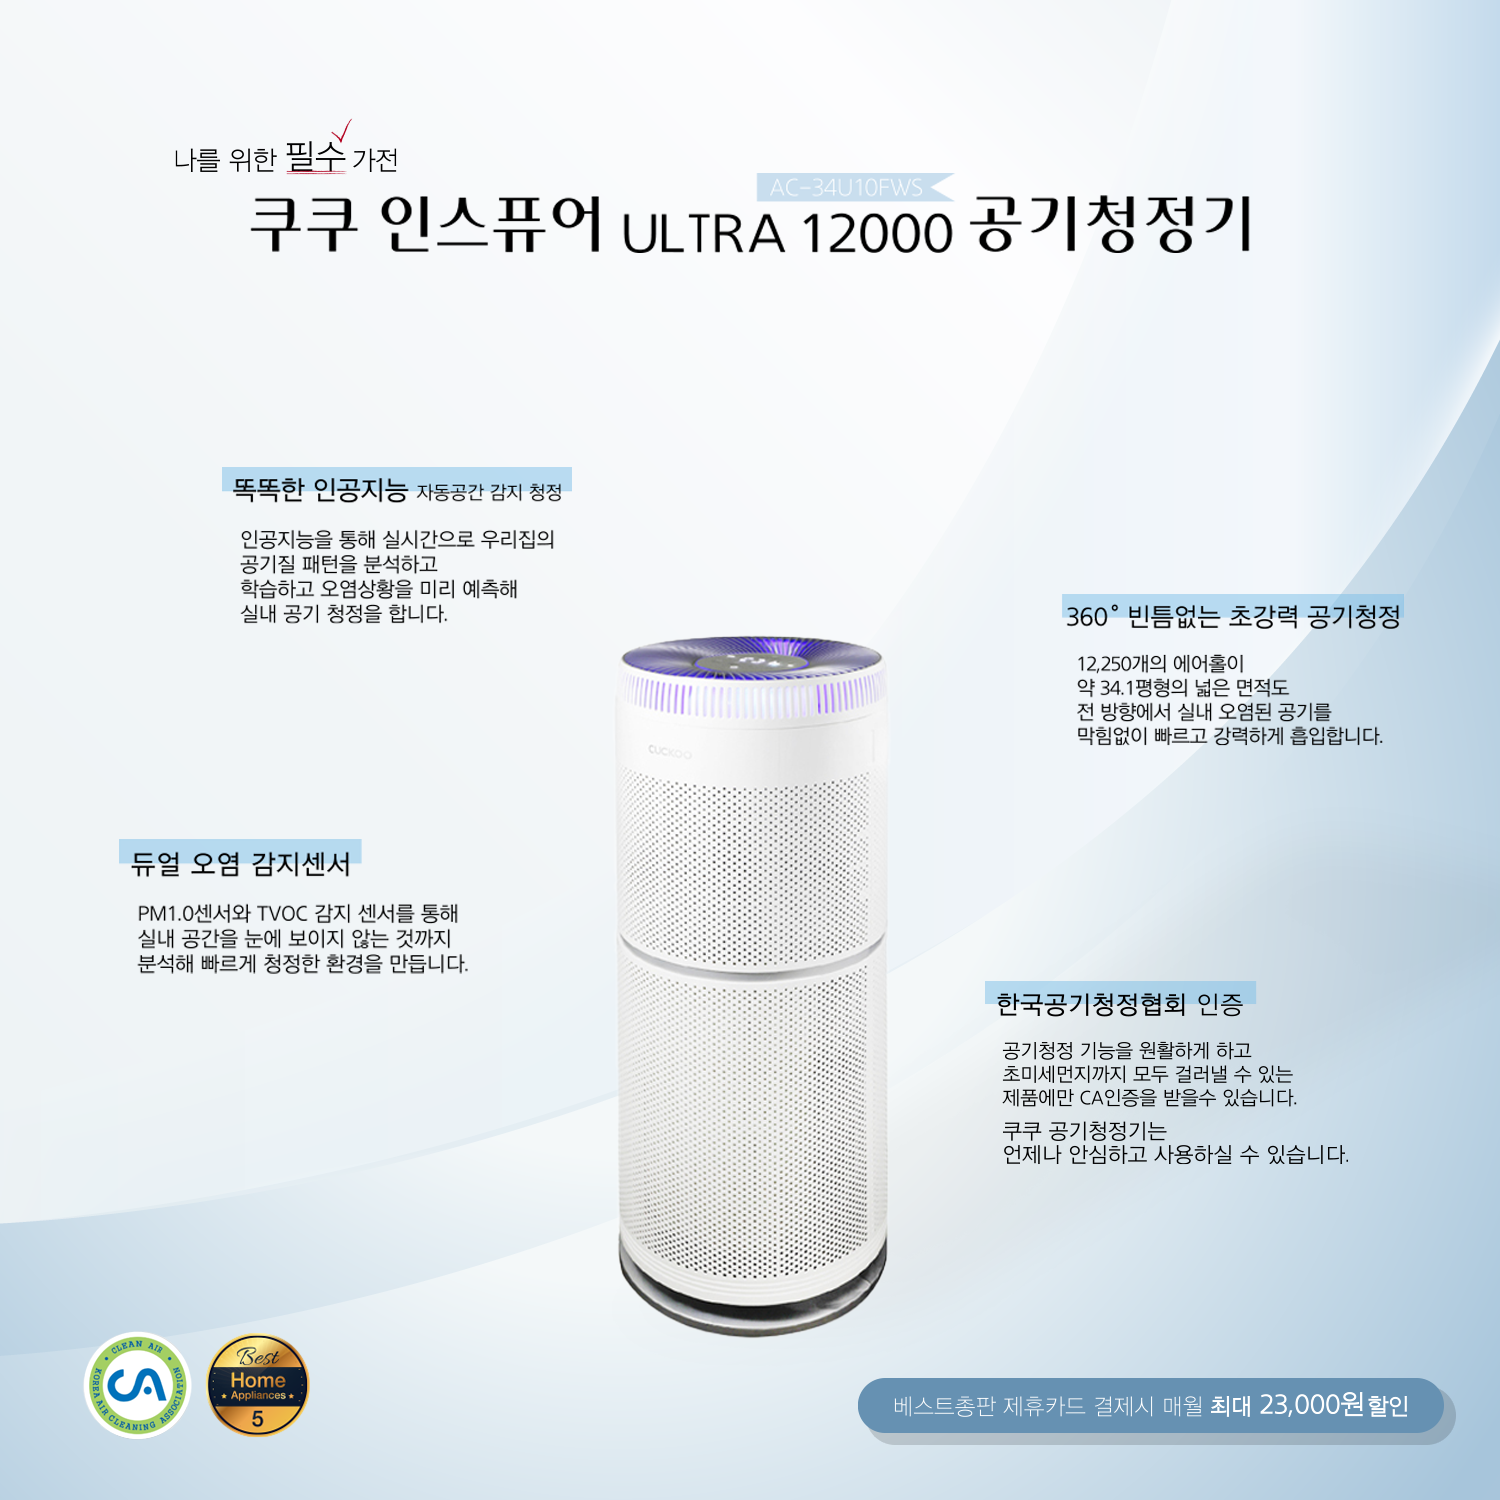 나를 위한 필수 가전
AC-34U10FWS
쿠쿠 인스퓨어 ULTRA 12000 공기청정기
똑똑한 인공지능 자동공간 감지 청정
인공지능을 통해 실시간으로 우리집의
공기질 패턴을 분석하고
학습하고 오염상황을 미리 예측해
실내 공기 청정을 합니다.
360° 빈틈없는 초강력 공기청정
12,250개의 에어홀이
약 34.1평형의 넓은 면적도
전 방향에서 실내 오염된 공기를
막힘없이 빠르고 강력하게 흡입합니다.
CUCKOO
듀얼 오염 감지센서
PM1.0센서와 TVOC 감지 센서를 통해
실내 공간을 눈에 보이지 않는 것까지
분석해 빠르게 청정한 환경을 만듭니다.
한국공기청정협회 인증
공기청정 기능을 원활하게 하고
초미세먼지까지 모두 걸러낼 수 있는
제품에만 CA인증을 받을수 있습니다.
쿠쿠 공기청정기는
언제나 안심하고 사용하실 수 있습니다.
CLEAN AIR
CA
KOREA AIR CLEANING ASSOCIATION
Best
Home
Appliances
5
베스트총판 제휴카드 결제시 매월 최대 23,000원할인